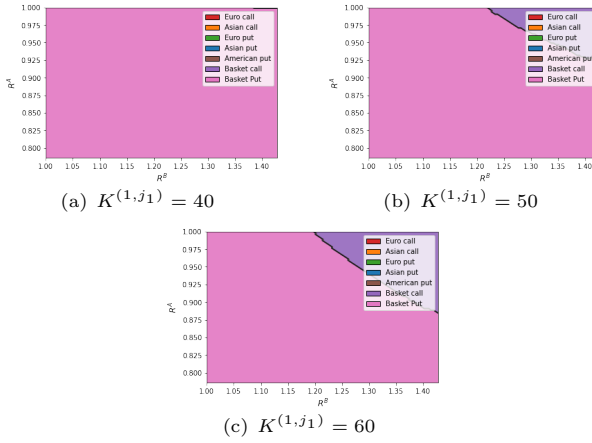 1.000
0.975
0.950
0.925
0.900
0.875
0.850
0.825
0.800
R^A
1.00 1.05 1.10 1.15 1.20 1.25 1.30 1.35 1.40
R^B
Euro call
Asian call
Euro put
Asian put
American put
Basket call
Basket Put
(a) K^(1,j₁) = 40
1.000
0.975
0.950
0.925
0.900
0.875
0.850
0.825
0.800
R^A
1.00 1.05 1.10 1.15 1.20 1.25 1.30 1.35 1.40
R^B
Euro call
Asian call
Euro put
Asian put
American put
Basket call
Basket Put
(b) K^(1,j₁) = 50
1.000
0.975
0.950
0.925
0.900
0.875
0.850
0.825
0.800
R^A
1.00 1.05 1.10 1.15 1.20 1.25 1.30 1.35 1.40
R^B
Euro call
Asian call
Euro put
Asian put
American put
Basket call
Basket Put
(c) K^(1,j₁) = 60